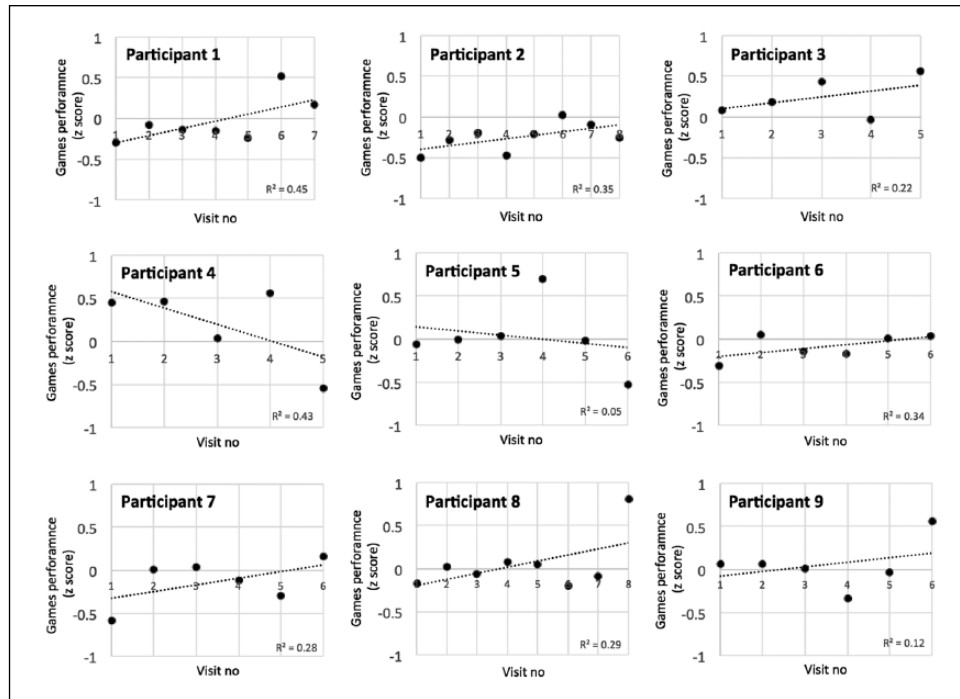 Participant 1
Games perforamnce
(z score)
1
0.5
0
-0.5
-1
1 2 3 4 5 6 7
R² = 0.45
Visit no
Participant 2
Games perforamnce
(z score)
1
0.5
0
-0.5
-1
1 2 3 4 5 6 7 8
R² = 0.35
Visit no
Participant 3
Games perforamnce
(z score)
1
0.5
0
-0.5
-1
1 2 3 4 5
R² = 0.22
Visit no
Participant 4
Games perforamnce
(z score)
1
0.5
0
-0.5
-1
1 2 3 4 5
R² = 0.43
Visit no
Participant 5
Games perforamnce
(z score)
1
0.5
0
-0.5
-1
1 2 3 4 5 6
R² = 0.05
Visit no
Participant 6
Games perforamnce
(z score)
1
0.5
0
-0.5
-1
1 2 3 4 5 6
R² = 0.34
Visit no
Participant 7
Games perforamnce
(z score)
1
0.5
0
-0.5
-1
1 2 3 4 5 6
R² = 0.28
Visit no
Participant 8
Games perforamnce
(z score)
1
0.5
0
-0.5
-1
2 3 4 5 6 7 8
R² = 0.29
Visit no
Participant 9
Games perforamnce
(z score)
1
0.5
0
-0.5
-1
1 2 3 4 5 6
R² = 0.12
Visit no